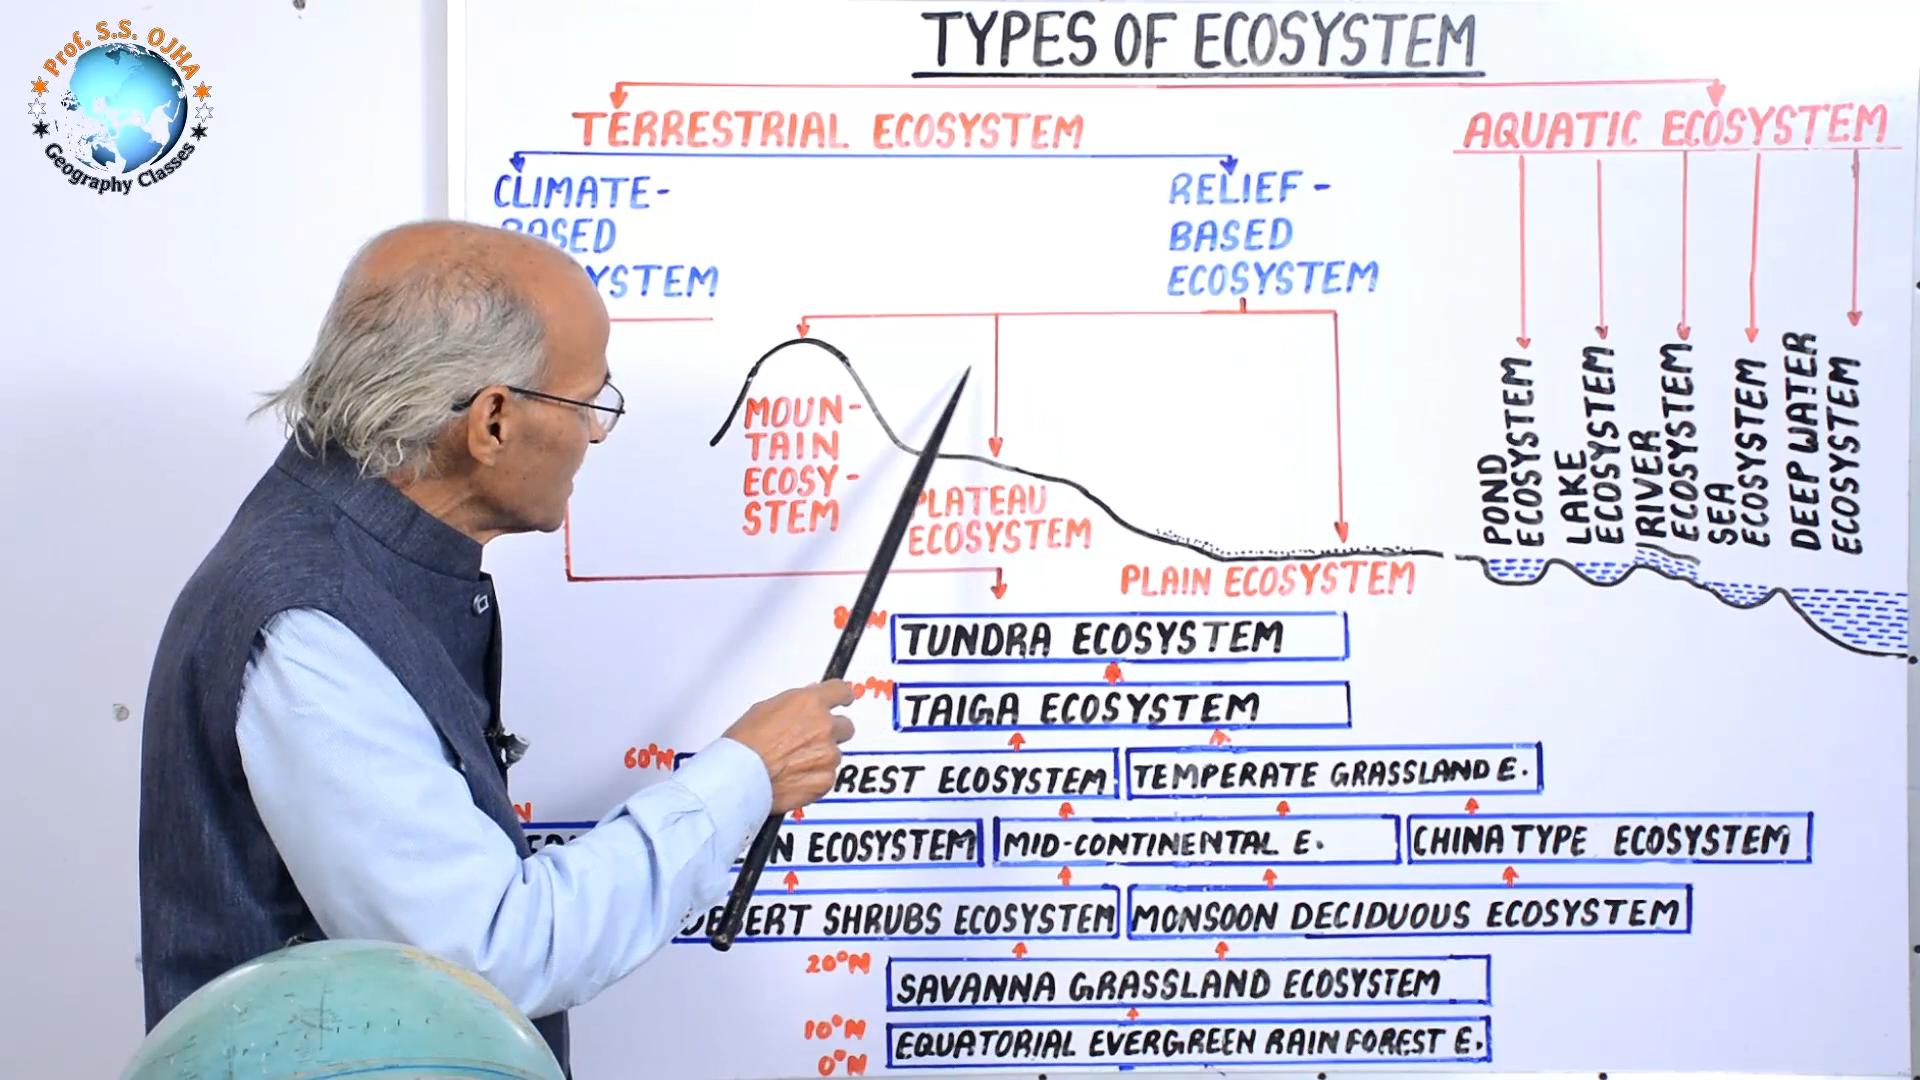 Prof. S.S. OJHA
Geography Classes
TYPES OF ECOSYSTEM
TERRESTRIAL ECOSYSTEM
AQUATIC ECOSYSTEM
CLIMATE-
BASED
YSTEM
RELIEF-
BASED
ECOSYSTEM
MOUN-
TAIN
ECOSY-
STEM
PLATEAU
ECOSYSTEM
PLAIN ECOSYSTEM
POND
ECOSYSTEM
LAKE
ECOSYSTEM
RIVER
ECOSYSTEM
SEA
ECOSYSTEM
DEEP WATER
ECOSYSTEM
TUNDRA ECOSYSTEM
TAIGA ECOSYSTEM
60°N
REST ECOSYSTEM
TEMPERATE GRASSLAND E.
N ECOSYSTEM
MID-CONTINENTAL E.
CHINA TYPE ECOSYSTEM
DESERT SHRUBS ECOSYSTEM
MONSOON DECIDUOUS ECOSYSTEM
20°N
SAVANNA GRASSLAND ECOSYSTEM
10°N
EQUATORIAL EVERGREEN RAIN FOREST E.
0°N